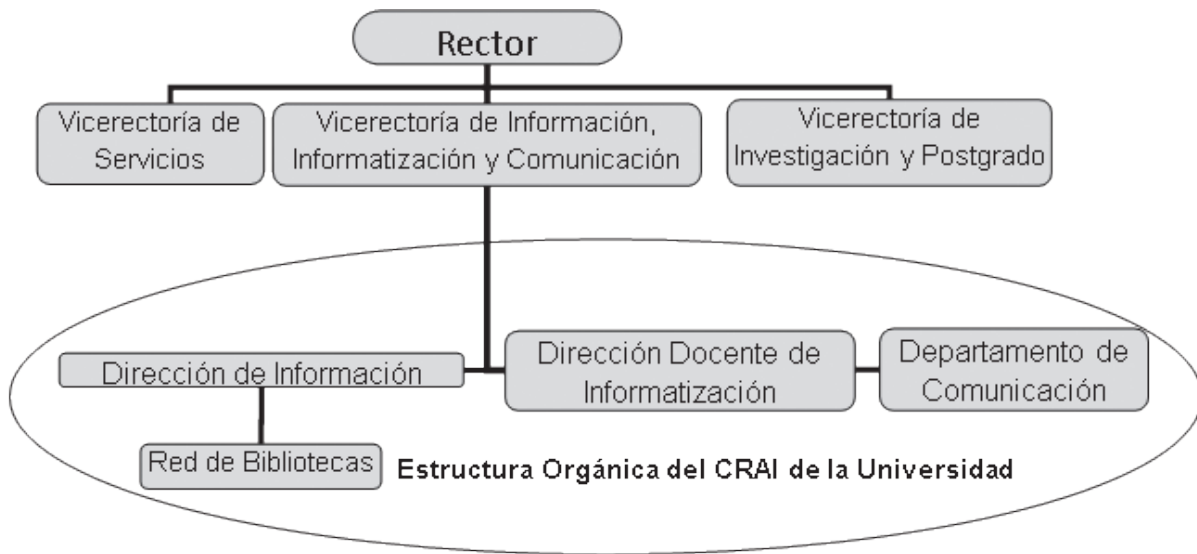 Rector
Vicerectoría de
Servicios
Vicerectoría de Información,
Informatización y Comunicación
Vicerectoría de
Investigación y Postgrado
Dirección de Información
Dirección Docente de
Informatización
Departamento de
Comunicación
Red de Bibliotecas
Estructura Orgánica del CRAI de la Universidad